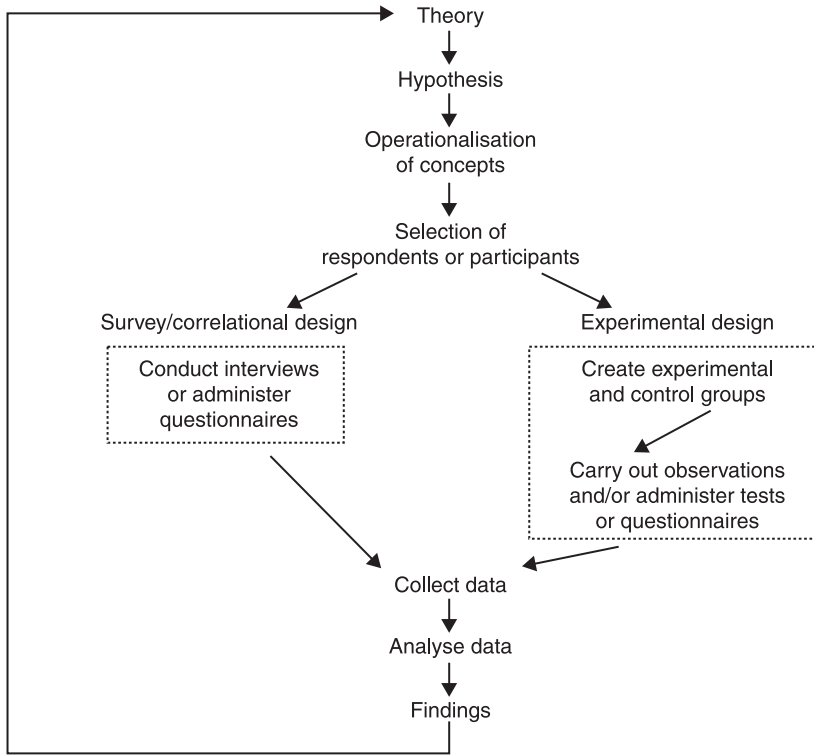 Theory
Hypothesis
Operationalisation
of concepts
Selection of
respondents or participants
Survey/correlational design
Conduct interviews
or administer
questionnaires
Experimental design
Create experimental
and control groups
Carry out observations
and/or administer tests
or questionnaires
Collect data
Analyse data
Findings